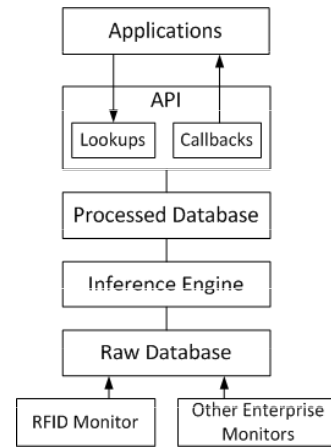 Applications
API
Lookups
Callbacks
Processed Database
Inference Engine
Raw Database
RFID Monitor
Other Enterprise
Monitors